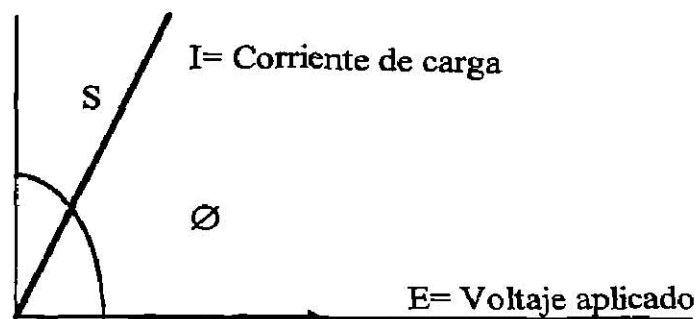 I= Corriente de carga
S
Ø
E= Voltaje aplicado